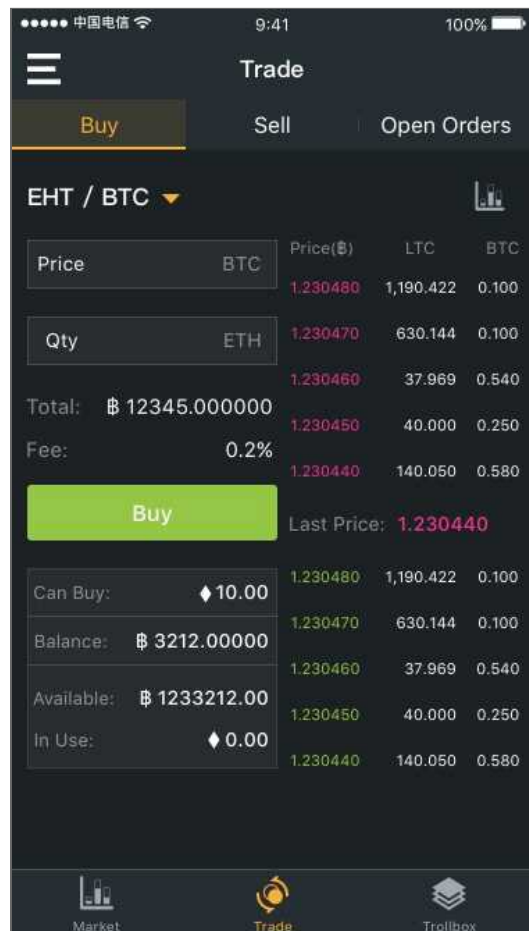 中国电信 9:41 100%
Trade
Buy Sell Open Orders
EHT / BTC
Price BTC
Qty ETH
Total: ฿ 12345.000000
Fee: 0.2%
Buy
Can Buy: 10.00
Balance: ฿ 3212.00000
Available: ฿ 1233212.00
In Use: 0.00
Price(฿) LTC BTC
1.230480 1,190.422 0.100
1.230470 630.144 0.100
1.230460 37.969 0.540
1.230450 40.000 0.250
1.230440 140.050 0.580
Last Price: 1.230440
1.230480 1,190.422 0.100
1.230470 630.144 0.100
1.230460 37.969 0.540
1.230450 40.000 0.250
1.230440 140.050 0.580
Market Trade Trollbox